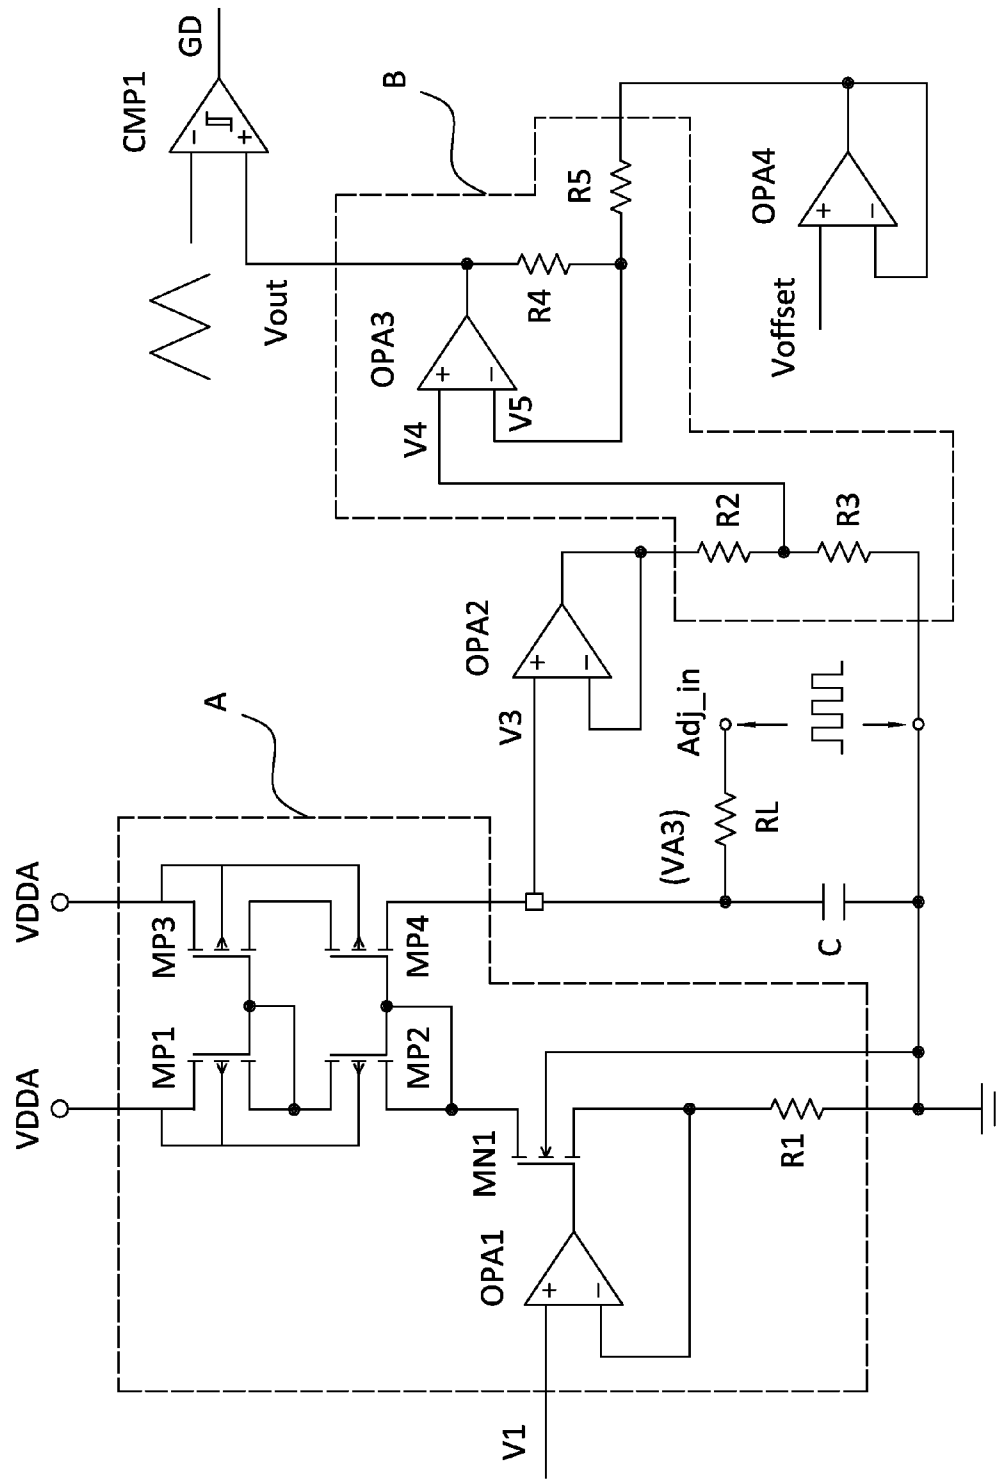 GD
CMP1
−
+
B
Vout
R5
R4
OPA3
+
−
V4
V5
OPA4
+
−
Voffset
R2
R3
OPA2
+
−
V3
A
Adj_in
(VA3)
RL
C
VDDA
VDDA
MP3
MP4
MP1
MP2
MN1
OPA1
+
−
R1
V1